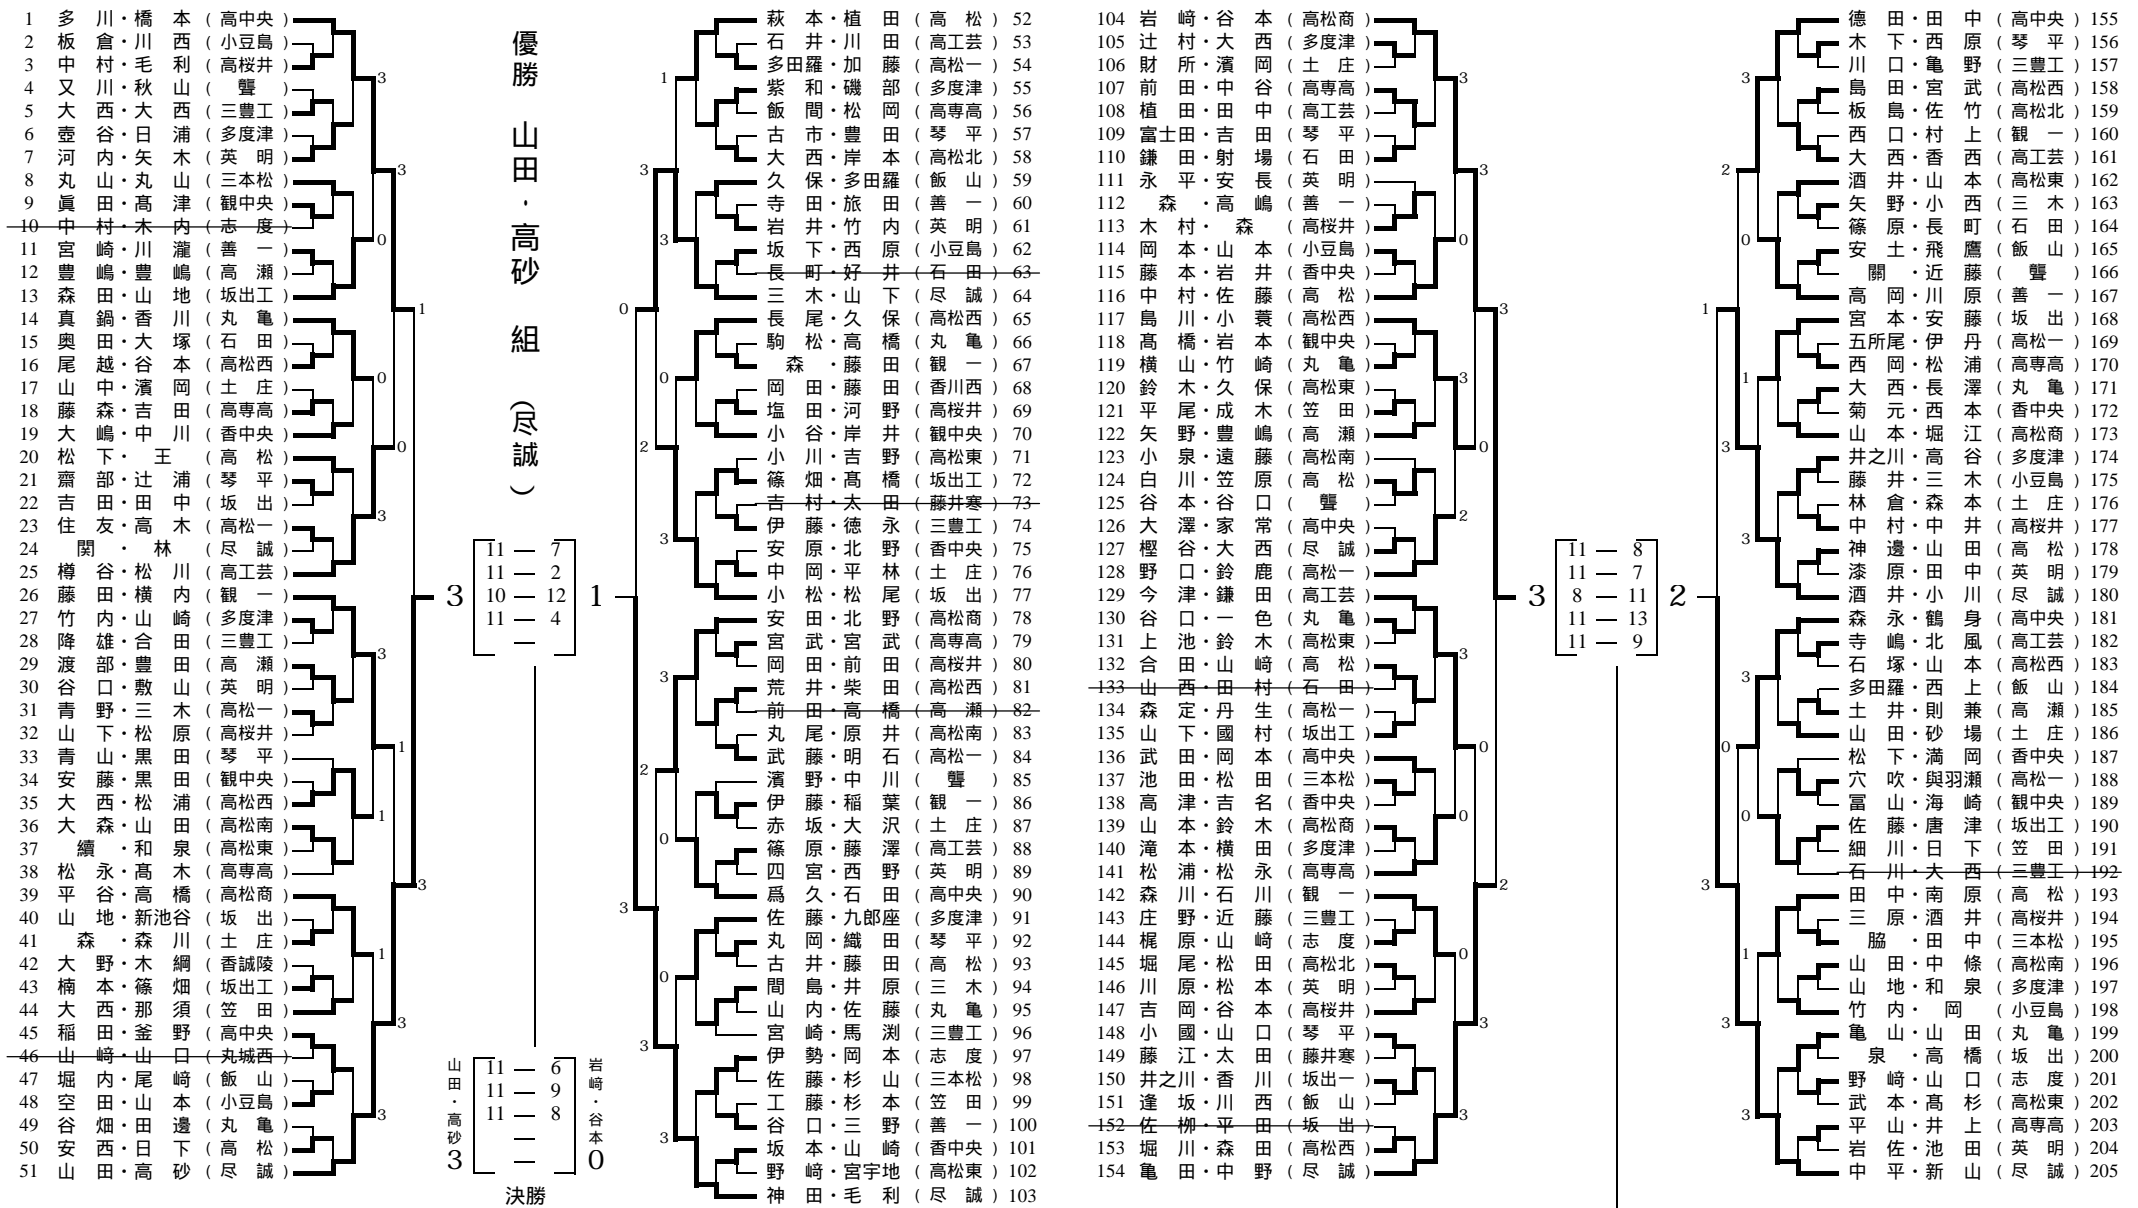 1 多川・橋本 (高中央)
2 板倉・川西 (小豆島)
3 中村・毛利 (高桜井)
4 又川・秋山 (聾)
5 大西・大西 (三豊工)
6 壺谷・日浦 (多度津)
7 河内・矢木 (英明)
8 丸山・丸山 (三本松)
9 眞田・髙津 (観中央)
10 中村・木内 (志度)
11 宮崎・川瀧 (善一)
12 豊嶋・豊嶋 (高瀬)
13 森田・山地 (坂出工)
14 真鍋・香川 (丸亀)
15 奥田・大塚 (石田)
16 尾越・谷本 (高松西)
17 山中・濱岡 (土庄)
18 藤森・吉田 (高専高)
19 大嶋・中川 (香中央)
20 松下・王 (高松)
21 齋部・辻浦 (琴平)
22 吉田・田中 (坂出)
23 住友・高木 (高松一)
24 関・林 (尽誠)
25 樽谷・松川 (高工芸)
26 藤田・横内 (観一)
27 竹内・山崎 (多度津)
28 降雄・合田 (三豊工)
29 渡部・豊田 (高瀬)
30 谷口・敷山 (英明)
31 青野・三木 (高松一)
32 山下・松原 (高桜井)
33 青山・黒田 (琴平)
34 安藤・黒田 (観中央)
35 大西・松浦 (高松西)
36 大森・山田 (高松南)
37 續・和泉 (高松東)
38 松永・髙木 (高専高)
39 平谷・高橋 (高松商)
40 山地・新池谷 (坂出)
41 森・森川 (土庄)
42 大野・木綱 (香誠陵)
43 楠本・篠畑 (坂出工)
44 大西・那須 (笠田)
45 稲田・釜野 (高中央)
46 山﨑・山口 (丸城西)
47 堀内・尾﨑 (飯山)
48 空田・山本 (小豆島)
49 谷畑・田邊 (丸亀)
50 安西・日下 (高松)
51 山田・高砂 (尽誠)
3
3
0
0
0
3
3
1
1
1
3
3
3
0
1
3
1
3
優勝 山田・高砂 組 (尽誠)
3
11 — 7
11 — 2
10 — 12
11 — 4
—
1
山田・高砂
3
11 — 6
11 — 9
11 — 8
—
—
岩﨑・谷本
0
決勝
1
3
3
0
0
2
3
3
2
0
3
0
3
3
萩本・植田 (高松) 52
石井・川田 (高工芸) 53
多田羅・加藤 (高松一) 54
紫和・磯部 (多度津) 55
飯間・松岡 (高専高) 56
古市・豊田 (琴平) 57
大西・岸本 (高松北) 58
久保・多田羅 (飯山) 59
寺田・旅田 (善一) 60
岩井・竹内 (英明) 61
坂下・西原 (小豆島) 62
長町・好井 (石田) 63
三木・山下 (尽誠) 64
長尾・久保 (高松西) 65
駒松・高橋 (丸亀) 66
森・藤田 (観一) 67
岡田・藤田 (香川西) 68
塩田・河野 (高桜井) 69
小谷・岸井 (観中央) 70
小川・吉野 (高松東) 71
篠畑・髙橋 (坂出工) 72
吉村・太田 (藤井寒) 73
伊藤・徳永 (三豊工) 74
安原・北野 (香中央) 75
中岡・平林 (土庄) 76
小松・松尾 (坂出) 77
安田・北野 (高松商) 78
宮武・宮武 (高専高) 79
岡田・前田 (高桜井) 80
荒井・柴田 (高松西) 81
前田・高橋 (高瀬) 82
丸尾・原井 (高松南) 83
武藤・明石 (高松一) 84
濱野・中川 (聾) 85
伊藤・稲葉 (観一) 86
赤坂・大沢 (土庄) 87
篠原・藤澤 (高工芸) 88
四宮・西野 (英明) 89
爲久・石田 (高中央) 90
佐藤・九郎座 (多度津) 91
丸岡・織田 (琴平) 92
古井・藤田 (高松) 93
間島・井原 (三木) 94
山内・佐藤 (丸亀) 95
宮崎・馬渕 (三豊工) 96
伊勢・岡本 (志度) 97
佐藤・杉山 (三本松) 98
工藤・杉本 (笠田) 99
谷口・三野 (善一) 100
坂本・山崎 (香中央) 101
野﨑・宮宇地 (高松東) 102
神田・毛利 (尽誠) 103
104 岩﨑・谷本 (高松商)
105 辻村・大西 (多度津)
106 財所・濱岡 (土庄)
107 前田・中谷 (高専高)
108 植田・田中 (高工芸)
109 富士田・吉田 (琴平)
110 鎌田・射場 (石田)
111 永平・安長 (英明)
112 森・高嶋 (善一)
113 木村・森 (高桜井)
114 岡本・山本 (小豆島)
115 藤本・岩井 (香中央)
116 中村・佐藤 (高松)
117 島川・小蓑 (高松西)
118 髙橋・岩本 (観中央)
119 横山・竹崎 (丸亀)
120 鈴木・久保 (高松東)
121 平尾・成木 (笠田)
122 矢野・豊嶋 (高瀬)
123 小泉・遠藤 (高松南)
124 白川・笠原 (高松)
125 谷本・谷口 (聾)
126 大澤・家常 (高中央)
127 樫谷・大西 (尽誠)
128 野口・鈴鹿 (高松一)
129 今津・鎌田 (高工芸)
130 谷口・一色 (丸亀)
131 上池・鈴木 (高松東)
132 合田・山﨑 (高松)
133 山西・田村 (石田)
134 森定・丹生 (高松一)
135 山下・國村 (坂出工)
136 武田・岡本 (高中央)
137 池田・松田 (三本松)
138 高津・吉名 (香中央)
139 山本・鈴木 (高松商)
140 滝本・横田 (多度津)
141 松浦・松永 (高専高)
142 森川・石川 (観一)
143 庄野・近藤 (三豊工)
144 梶原・山﨑 (志度)
145 堀尾・松田 (高松北)
146 川原・松本 (英明)
147 吉岡・谷本 (高桜井)
148 小國・山口 (琴平)
149 藤江・太田 (藤井寒)
150 井之川・香川 (坂出一)
151 逢坂・川西 (飯山)
152 佐栁・平田 (坂出)
153 堀川・森田 (高松西)
154 亀田・中野 (尽誠)
3
3
0
3
3
0
2
3
0
0
2
0
3
3
3
11 — 8
11 — 7
8 — 11
11 — 13
11 — 9
2
3
2
0
1
1
3
3
3
0
0
3
1
3
3
德田・田中 (高中央) 155
木下・西原 (琴平) 156
川口・亀野 (三豊工) 157
島田・宮武 (高松西) 158
板島・佐竹 (高松北) 159
西口・村上 (観一) 160
大西・香西 (高工芸) 161
酒井・山本 (高松東) 162
矢野・小西 (三木) 163
篠原・長町 (石田) 164
安土・飛鷹 (飯山) 165
關・近藤 (聾) 166
高岡・川原 (善一) 167
宮本・安藤 (坂出) 168
五所尾・伊丹 (高松一) 169
西岡・松浦 (高専高) 170
大西・長澤 (丸亀) 171
菊元・西本 (香中央) 172
山本・堀江 (高松商) 173
井之川・高谷 (多度津) 174
藤井・三木 (小豆島) 175
林倉・森本 (土庄) 176
中村・中井 (高桜井) 177
神邊・山田 (高松) 178
漆原・田中 (英明) 179
酒井・小川 (尽誠) 180
森永・鶴身 (高中央) 181
寺嶋・北風 (高工芸) 182
石塚・山本 (高松西) 183
多田羅・西上 (飯山) 184
土井・則兼 (高瀬) 185
山田・砂場 (土庄) 186
松下・満岡 (香中央) 187
穴吹・與羽瀬 (高松一) 188
冨山・海崎 (観中央) 189
佐藤・唐津 (坂出工) 190
細川・日下 (笠田) 191
石川・大西 (三豊工) 192
田中・南原 (高松) 193
三原・酒井 (高桜井) 194
脇・田中 (三本松) 195
山田・中條 (高松南) 196
山地・和泉 (多度津) 197
竹内・岡 (小豆島) 198
亀山・山田 (丸亀) 199
泉・高橋 (坂出) 200
野﨑・山口 (志度) 201
武本・髙杉 (高松東) 202
平山・井上 (高専高) 203
岩佐・池田 (英明) 204
中平・新山 (尽誠) 205